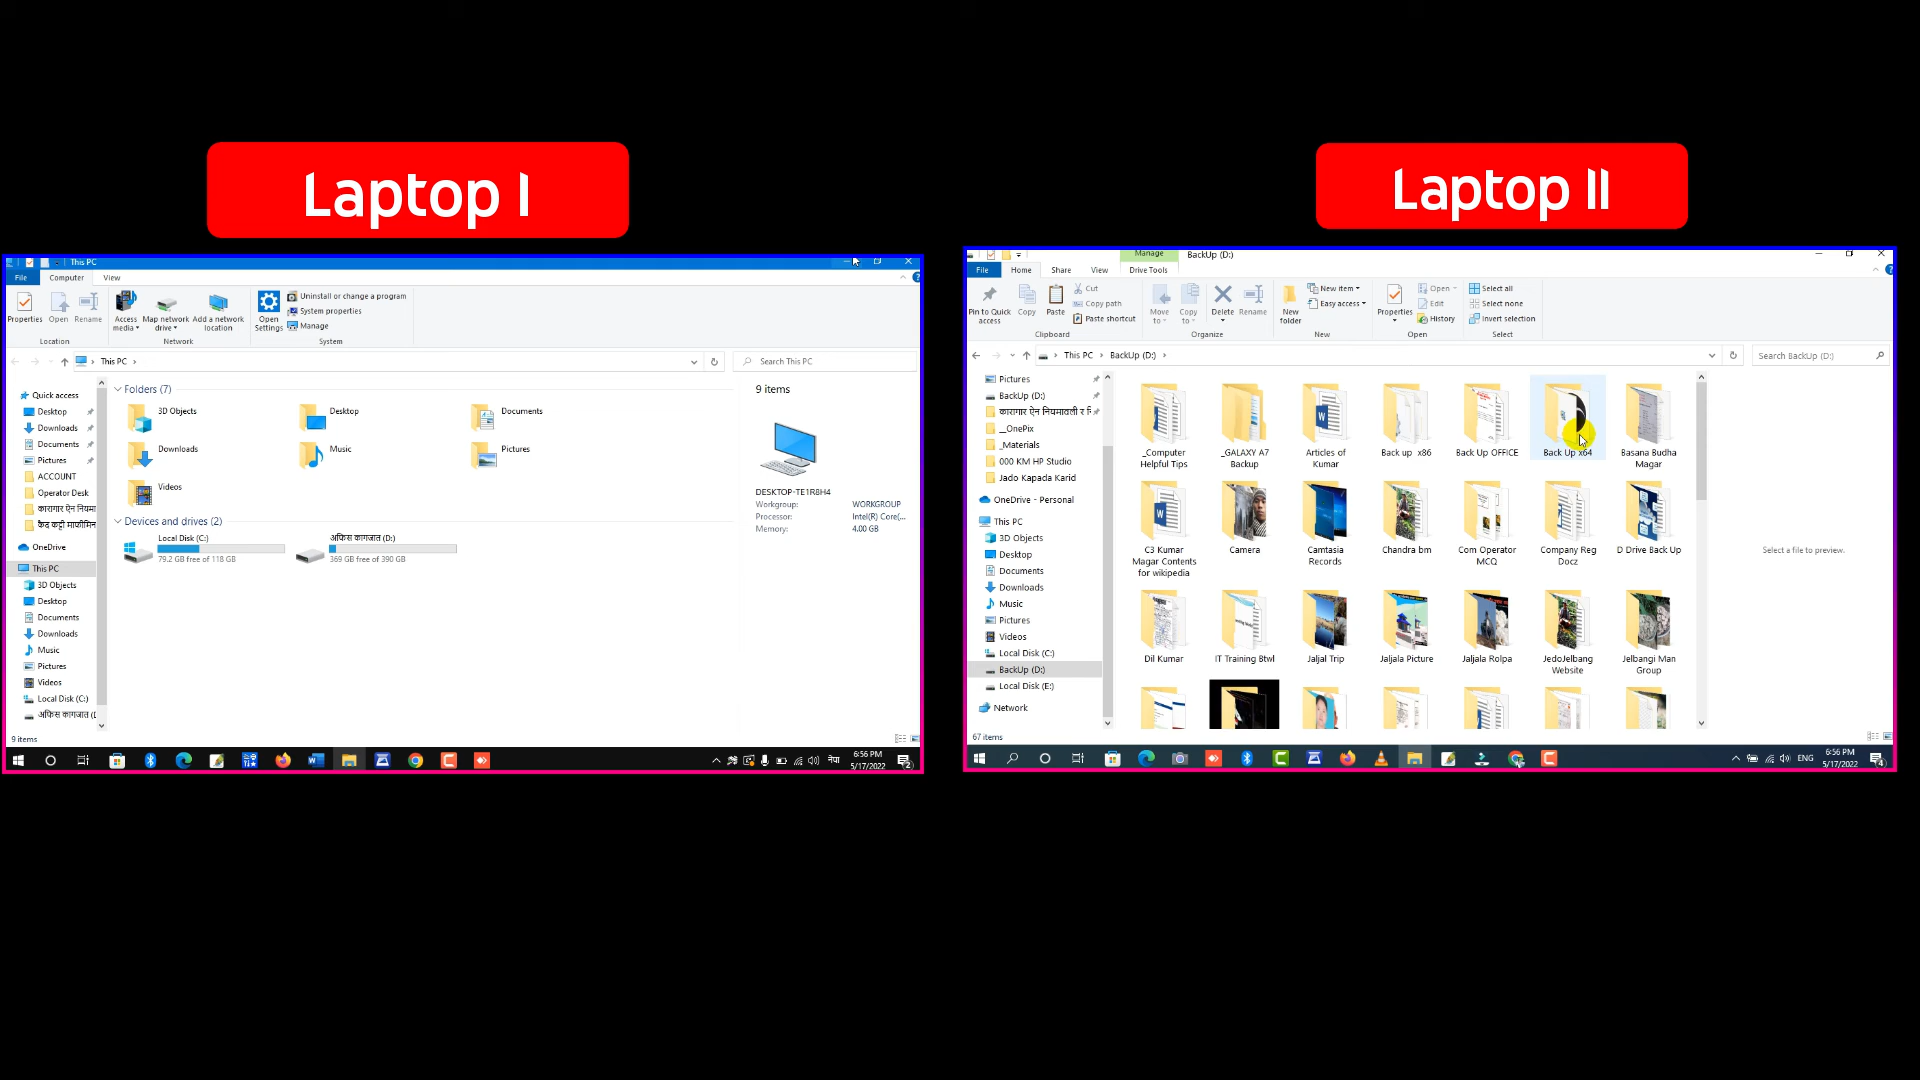 Laptop I
Laptop II
This PC
File Computer View
Properties Open Rename
Access media
Map network drive
Add a network location
Open Settings
Uninstall or change a program
System properties
Manage
Location Network System
This PC
Search This PC
Quick access
Desktop
Downloads
Documents
Pictures
ACCOUNT
Operator Desk
OneDrive
This PC
3D Objects
Desktop
Documents
Downloads
Music
Pictures
Videos
Local Disk (C:)
Folders (7)
3D Objects Desktop Documents
Downloads Music Pictures
Videos
Devices and drives (2)
Local Disk (C:)
79.2 GB free of 118 GB
अफिस कागजात (D:)
369 GB free of 390 GB
9 items
DESKTOP-TE1R8H4
Workgroup: WORKGROUP
Processor: Intel(R) Core(...
Memory: 4.00 GB
9 items
नेपा
6:56 PM
5/17/2022
Manage BackUp (D:)
File Home Share View Drive Tools
Pin to Quick access
Copy
Paste
Cut
Copy path
Paste shortcut
Move to
Copy to
Delete
Rename
New folder
New item
Easy access
Properties
Open
Edit
History
Select all
Select none
Invert selection
Clipboard Organize New Open Select
This PC BackUp (D:)
Search BackUp (D:)
Pictures
BackUp (D:)
__OnePix
_Materials
000 KM HP Studio
Jado Kapada Karid
OneDrive - Personal
This PC
3D Objects
Desktop
Documents
Downloads
Music
Pictures
Videos
Local Disk (C:)
BackUp (D:)
Local Disk (E:)
Network
_Computer Helpful Tips
_GALAXY A7 Backup
Articles of Kumar
Back up x86
Back Up OFFICE
Back Up x64
Basana Budha Magar
C3 Kumar Magar Contents for wikipedia
Camera
Camtasia Records
Chandra bm
Com Operator MCQ
Company Reg Docz
D Drive Back Up
Dil Kumar
IT Training Btwl
Jaljal Trip
Jaljala Picture
Jaljala Rolpa
JedoJelbang Website
Jelbangi Man Group
Select a file to preview.
67 items
ENG
6:56 PM
5/17/2022